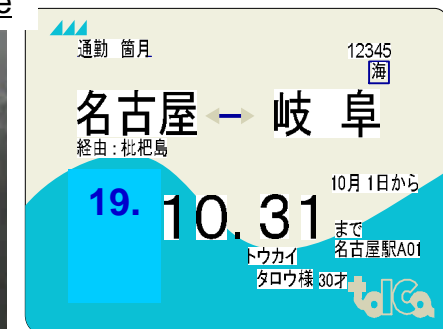 e
通勤 箇月
12345
海
名古屋 ー 岐阜
経由:枇杷島
10月 1日から
19. 10. 31 まで
名古屋駅A01
トウカイ
タロウ様 30才
toICa